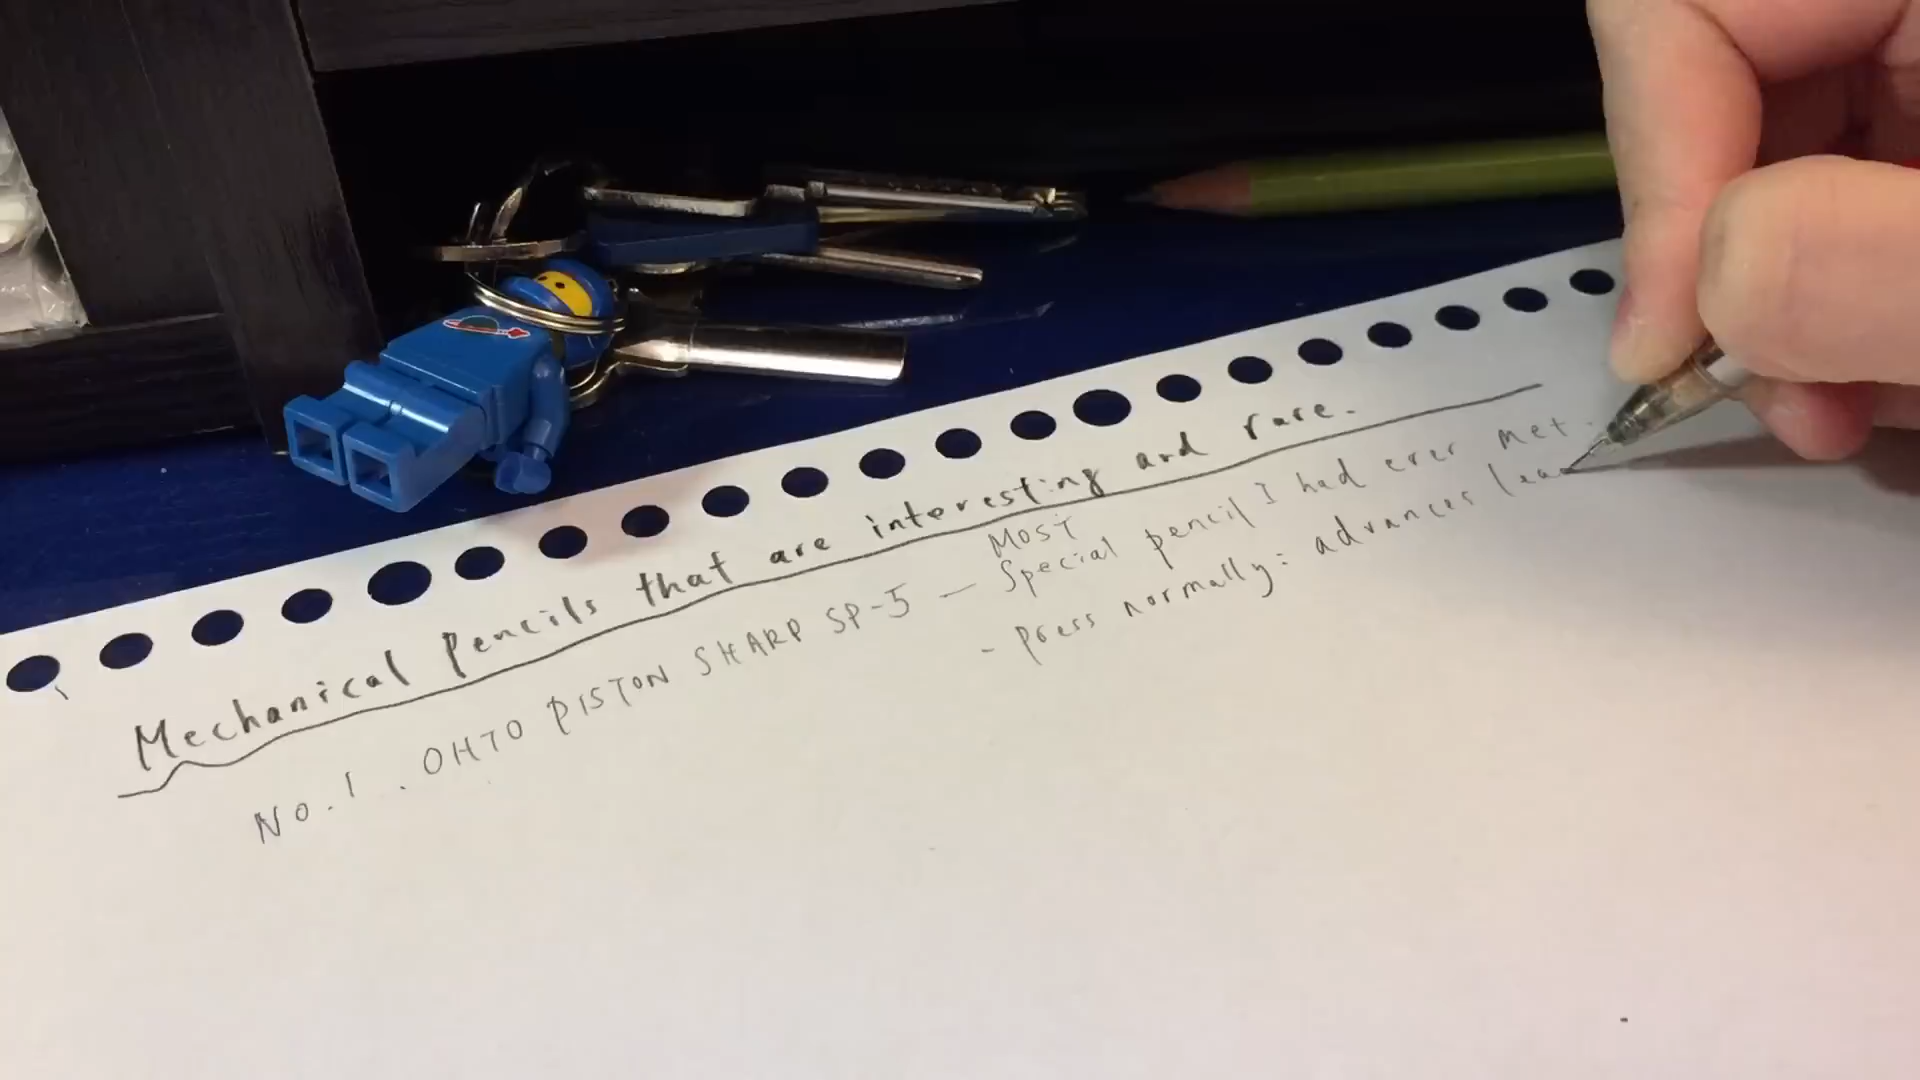 Mechanical pencils that are interesting and rare.
No. 1. OHTO PISTON SHARP SP-5 — Most Special pencil I had ever met.
- press normally: advances lead